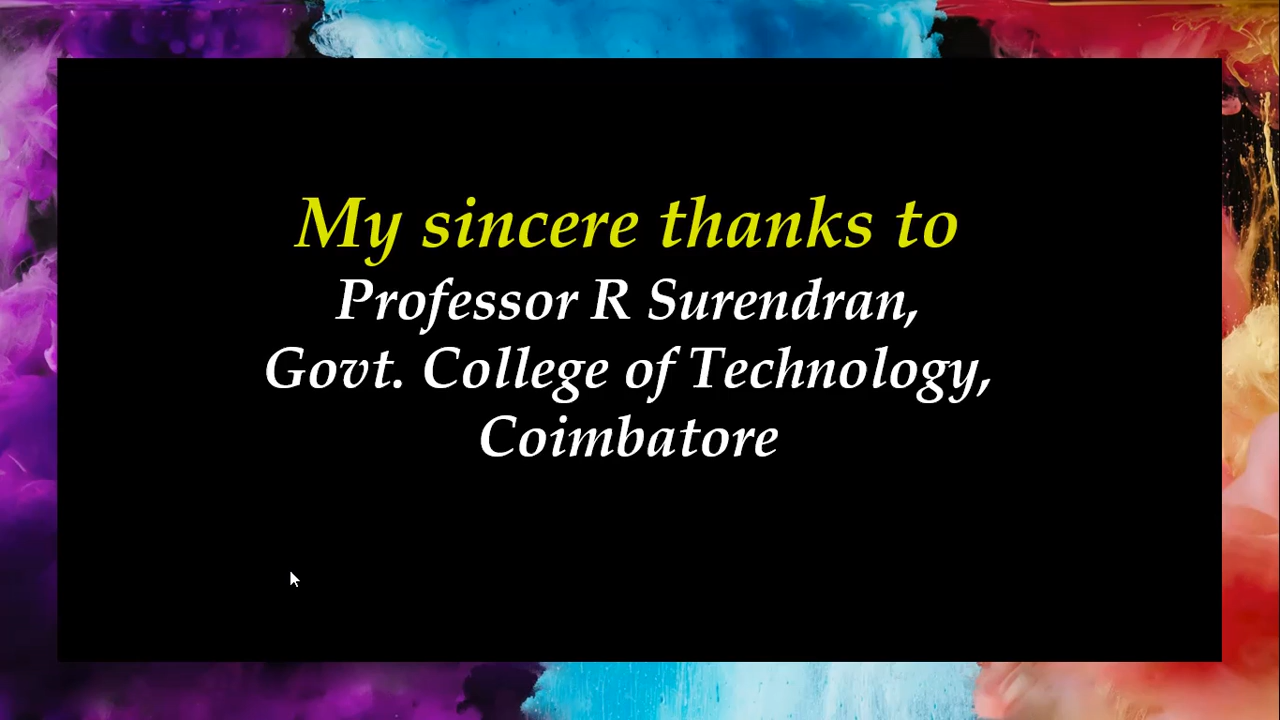 My sincere thanks to
Professor R Surendran,
Govt. College of Technology,
Coimbatore